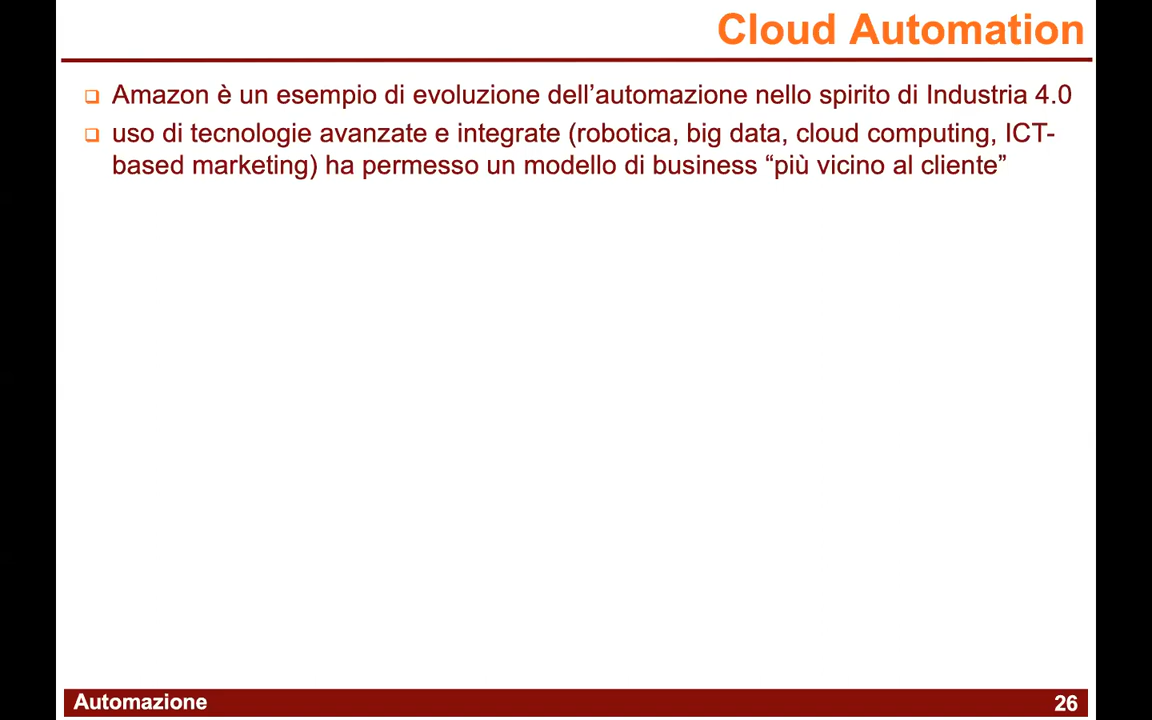 Cloud Automation
Amazon è un esempio di evoluzione dell’automazione nello spirito di Industria 4.0
uso di tecnologie avanzate e integrate (robotica, big data, cloud computing, ICT-
based marketing) ha permesso un modello di business “più vicino al cliente”
Automazione
26